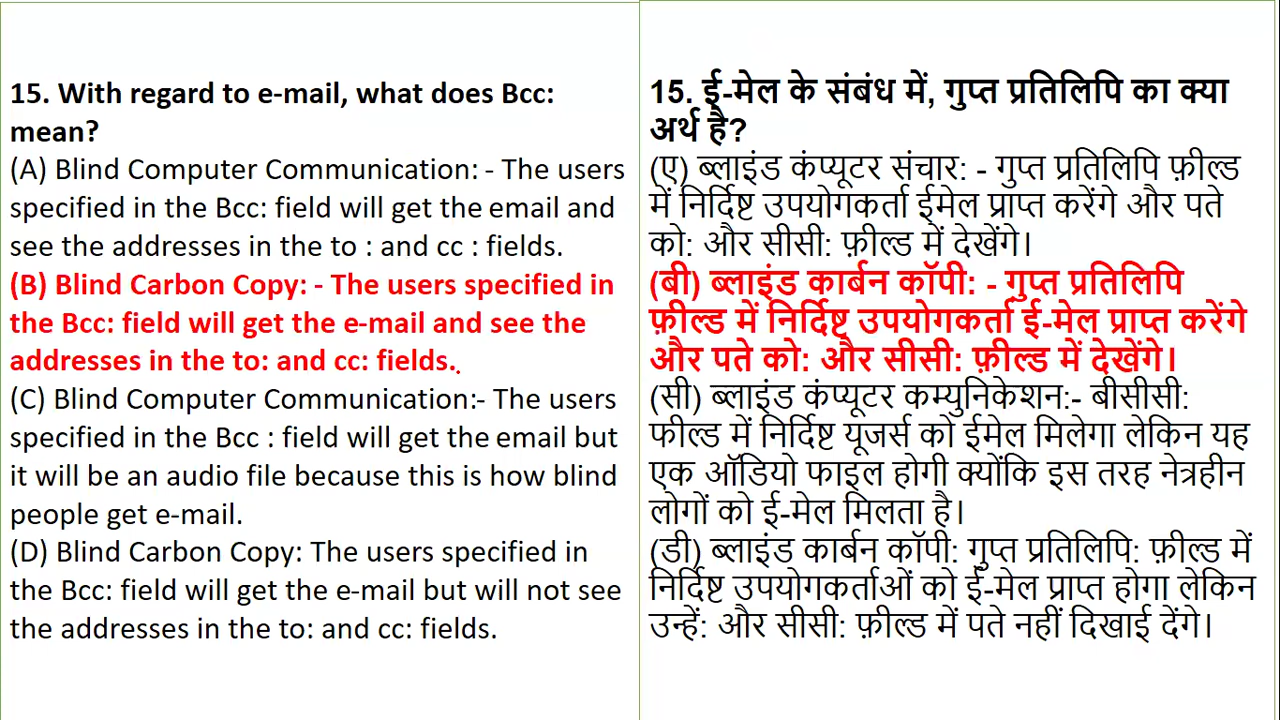 15. With regard to e-mail, what does Bcc:
mean?
(A) Blind Computer Communication: - The users
specified in the Bcc: field will get the email and
see the addresses in the to : and cc : fields.
(B) Blind Carbon Copy: - The users specified in
the Bcc: field will get the e-mail and see the
addresses in the to: and cc: fields..
(C) Blind Computer Communication:- The users
specified in the Bcc : field will get the email but
it will be an audio file because this is how blind
people get e-mail.
(D) Blind Carbon Copy: The users specified in
the Bcc: field will get the e-mail but will not see
the addresses in the to: and cc: fields.
15. ई-मेल के संबंध में, गुप्त प्रतिलिपि का क्या
अर्थ है?
(ए) ब्लाइंड कंप्यूटर संचार: - गुप्त प्रतिलिपि फ़ील्ड
में निर्दिष्ट उपयोगकर्ता ईमेल प्राप्त करेंगे और पते
को: और सीसी: फ़ील्ड में देखेंगे।
(बी) ब्लाइंड कार्बन कॉपी: - गुप्त प्रतिलिपि
फ़ील्ड में निर्दिष्ट उपयोगकर्ता ई-मेल प्राप्त करेंगे
और पते को: और सीसी: फ़ील्ड में देखेंगे।
(सी) ब्लाइंड कंप्यूटर कम्युनिकेशन:- बीसीसी:
फील्ड में निर्दिष्ट यूजर्स को ईमेल मिलेगा लेकिन यह
एक ऑडियो फाइल होगी क्योंकि इस तरह नेत्रहीन
लोगों को ई-मेल मिलता है।
(डी) ब्लाइंड कार्बन कॉपी: गुप्त प्रतिलिपि: फ़ील्ड में
निर्दिष्ट उपयोगकर्ताओं को ई-मेल प्राप्त होगा लेकिन
उन्हें: और सीसी: फ़ील्ड में पते नहीं दिखाई देंगे।